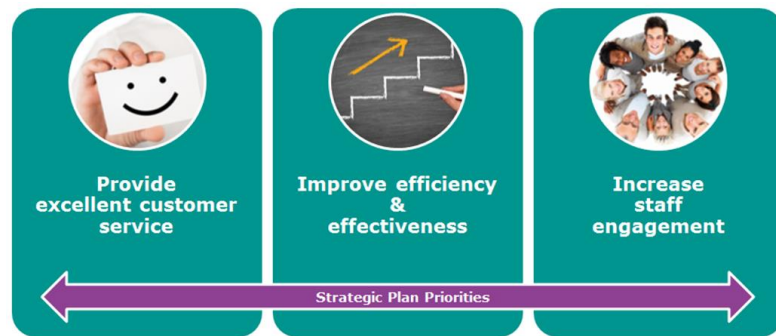 Provide
excellent customer
service
Improve efficiency
&
effectiveness
Increase
staff
engagement
Strategic Plan Priorities